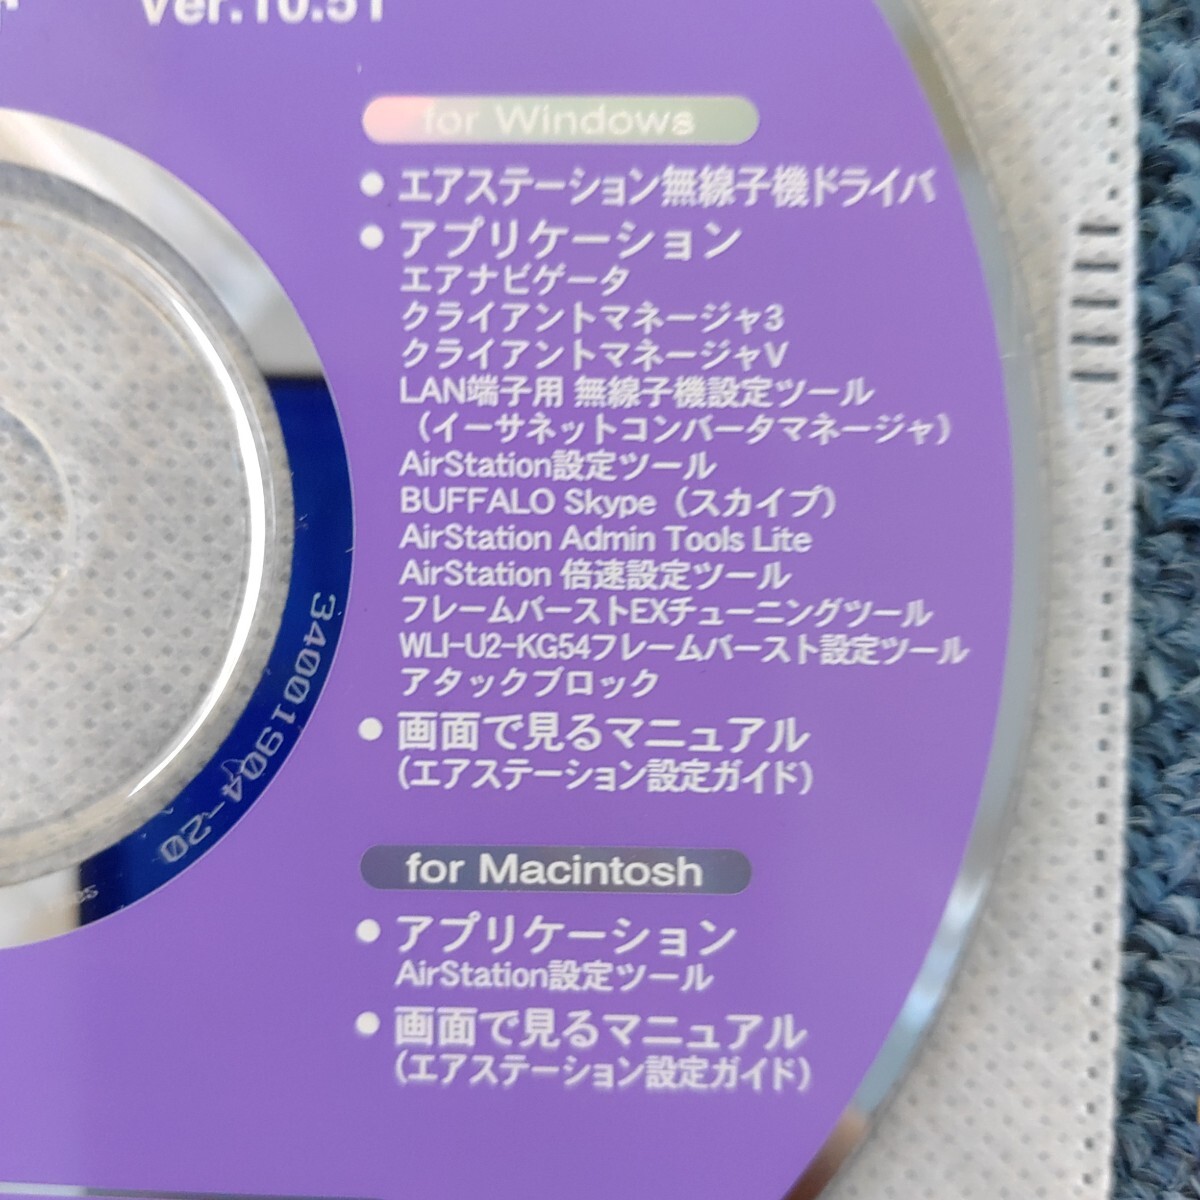 ver.10.51
for Windows
● エアステーション無線子機ドライバ
● アプリケーション
エアナビゲータ
クライアントマネージャ3
クライアントマネージャV
LAN端子用 無線子機設定ツール
（イーサネットコンバータマネージャ）
AirStation設定ツール
BUFFALO Skype（スカイプ）
AirStation Admin Tools Lite
AirStation 倍速設定ツール
フレームバーストEXチューニングツール
WLI-U2-KG54フレームバースト設定ツール
アタックブロック
● 画面で見るマニュアル
(エアステーション設定ガイド)
for Macintosh
● アプリケーション
AirStation設定ツール
● 画面で見るマニュアル
(エアステーション設定ガイド)
34001904-20